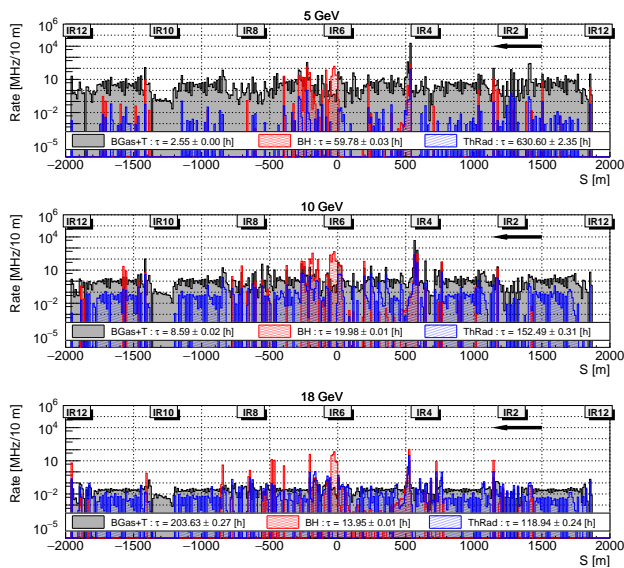 5 GeV
Rate [MHz/10 m]
10^6
10^4
10
10^−2
10^−5
IR12 IR10 IR8 IR6 IR4 IR2 IR12
BGas+T : τ = 2.55 ± 0.00 [h] BH : τ = 59.78 ± 0.03 [h] ThRad : τ = 630.60 ± 2.35 [h]
−2000 −1500 −1000 −500 0 500 1000 1500 2000
S [m]
10 GeV
Rate [MHz/10 m]
10^6
10^4
10
10^−2
10^−5
IR12 IR10 IR8 IR6 IR4 IR2 IR12
BGas+T : τ = 8.59 ± 0.02 [h] BH : τ = 19.98 ± 0.01 [h] ThRad : τ = 152.49 ± 0.31 [h]
−2000 −1500 −1000 −500 0 500 1000 1500 2000
S [m]
18 GeV
Rate [MHz/10 m]
10^6
10^4
10
10^−2
10^−5
IR12 IR10 IR8 IR6 IR4 IR2 IR12
BGas+T : τ = 203.63 ± 0.27 [h] BH : τ = 13.95 ± 0.01 [h] ThRad : τ = 118.94 ± 0.24 [h]
−2000 −1500 −1000 −500 0 500 1000 1500 2000
S [m]